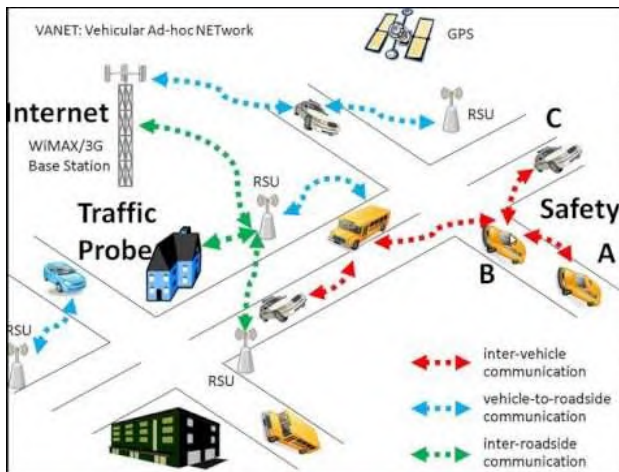 VANET: Vehicular Ad-hoc NETwork
GPS
Internet
WiMAX/3G
Base Station
RSU
C
RSU
Traffic
Probe
Safety
B
A
RSU
RSU
inter-vehicle
communication
vehicle-to-roadside
communication
inter-roadside
communication